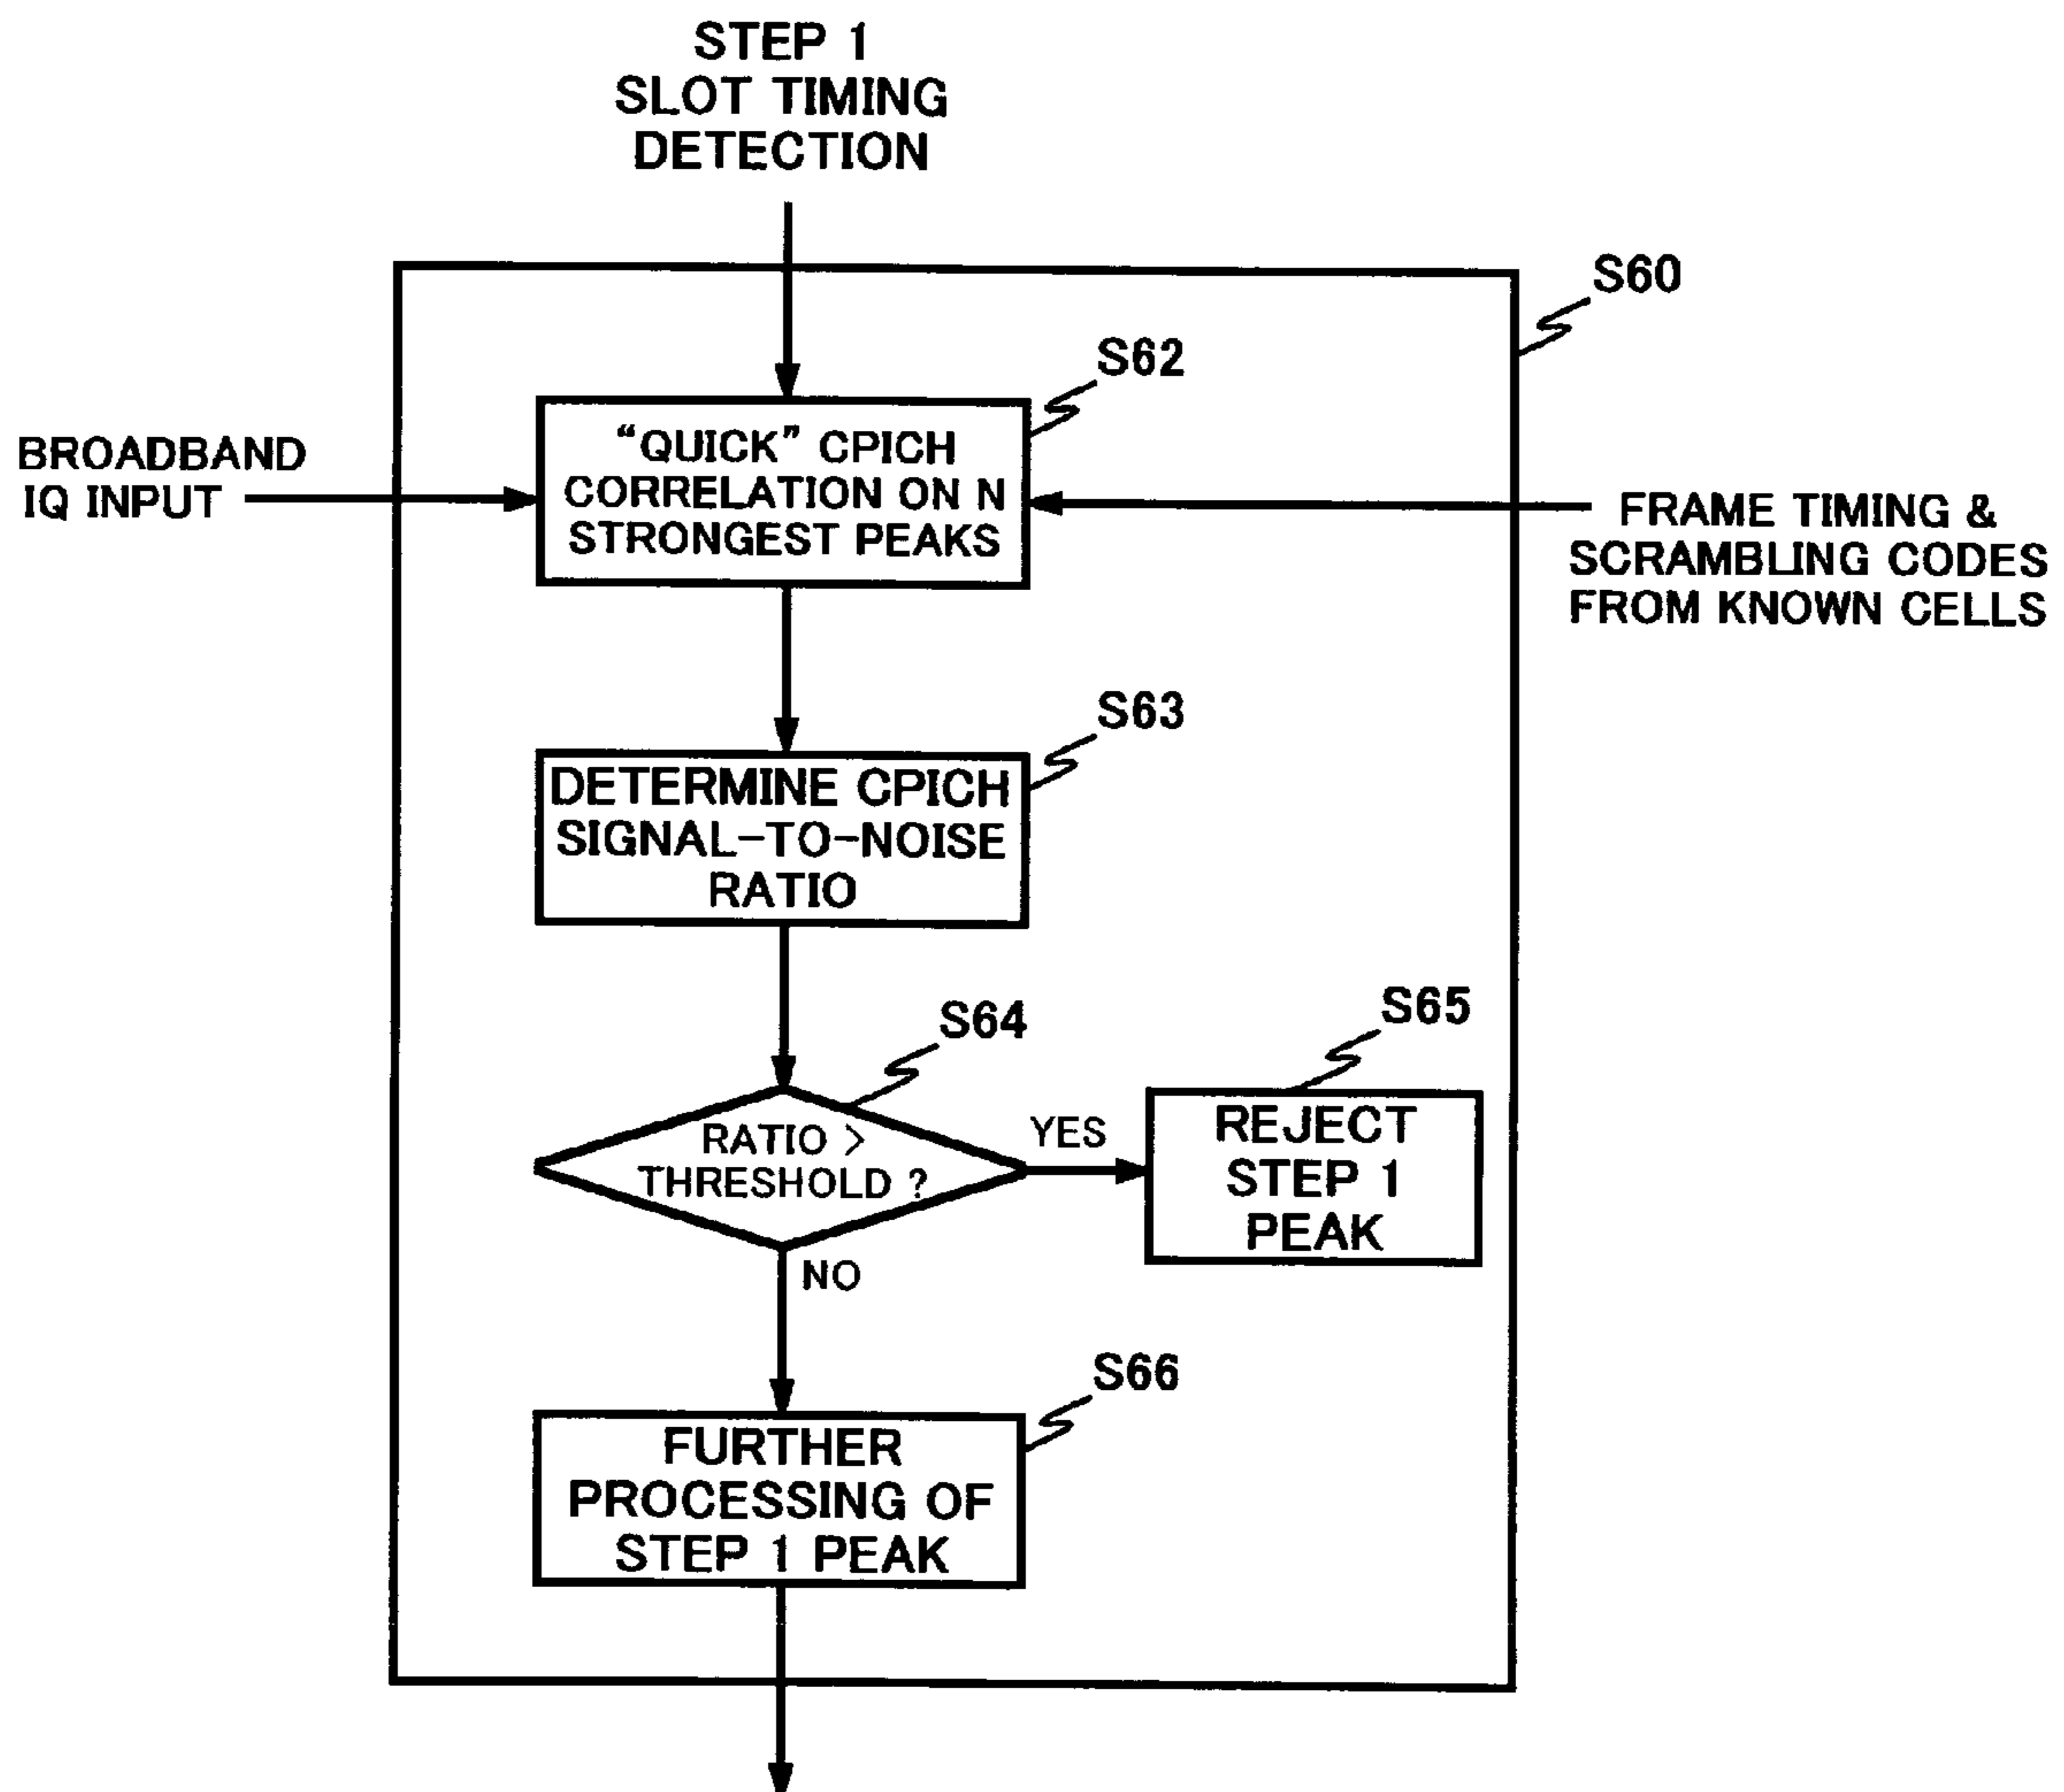 STEP 1
SLOT TIMING
DETECTION
S60
S62
"QUICK" CPICH
CORRELATION ON N
STRONGEST PEAKS
BROADBAND
IQ INPUT
FRAME TIMING &
SCRAMBLING CODES
FROM KNOWN CELLS
S63
DETERMINE CPICH
SIGNAL-TO-NOISE
RATIO
S64
RATIO >
THRESHOLD ?
YES
S65
REJECT
STEP 1
PEAK
NO
S66
FURTHER
PROCESSING OF
STEP 1 PEAK